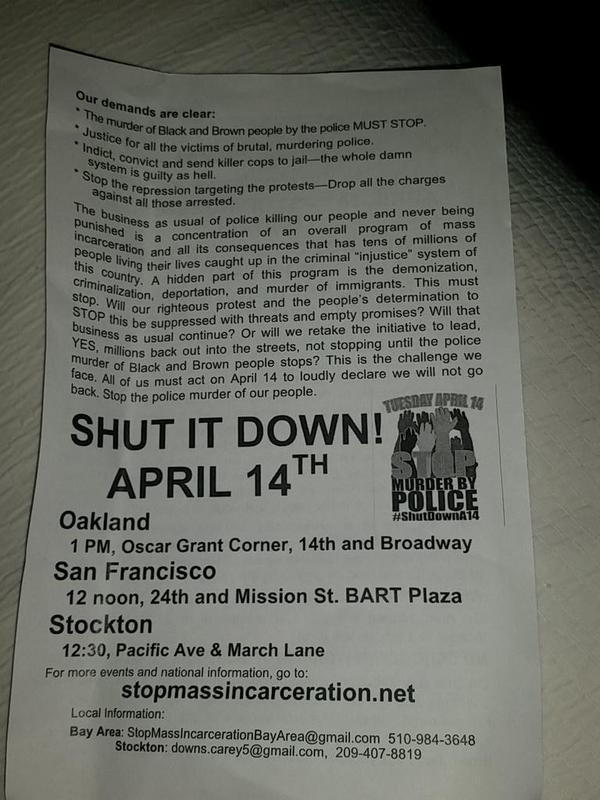 Our demands are clear:
* The murder of Black and Brown people by the police MUST STOP.
* Justice for all the victims of brutal, murdering police.
* Indict, convict and send killer cops to jail—the whole damn
system is guilty as hell.
* Stop the repression targeting the protests—Drop all the charges
against all those arrested.
The business as usual of police killing our people and never being
punished is a concentration of an overall program of mass
incarceration and all its consequences that has tens of millions of
people living their lives caught up in the criminal "injustice" system of
this country. A hidden part of this program is the demonization,
criminalization, deportation, and murder of immigrants. This must
stop. Will our righteous protest and the people's determination to
STOP this be suppressed with threats and empty promises? Will that
business as usual continue? Or will we retake the initiative to lead,
YES, millions back out into the streets, not stopping until the police
murder of Black and Brown people stops? This is the challenge we
face. All of us must act on April 14 to loudly declare we will not go
back. Stop the police murder of our people.
SHUT IT DOWN!
APRIL 14TH
TUESDAY APRIL 14
STOP
MURDER BY
POLICE
#ShutDownA14
Oakland
1 PM, Oscar Grant Corner, 14th and Broadway
San Francisco
12 noon, 24th and Mission St. BART Plaza
Stockton
12:30, Pacific Ave & March Lane
For more events and national information, go to:
stopmassincarceration.net
Local Information:
Bay Area: StopMassIncarcerationBayArea@gmail.com 510-984-3648
Stockton: downs.carey5@gmail.com, 209-407-8819